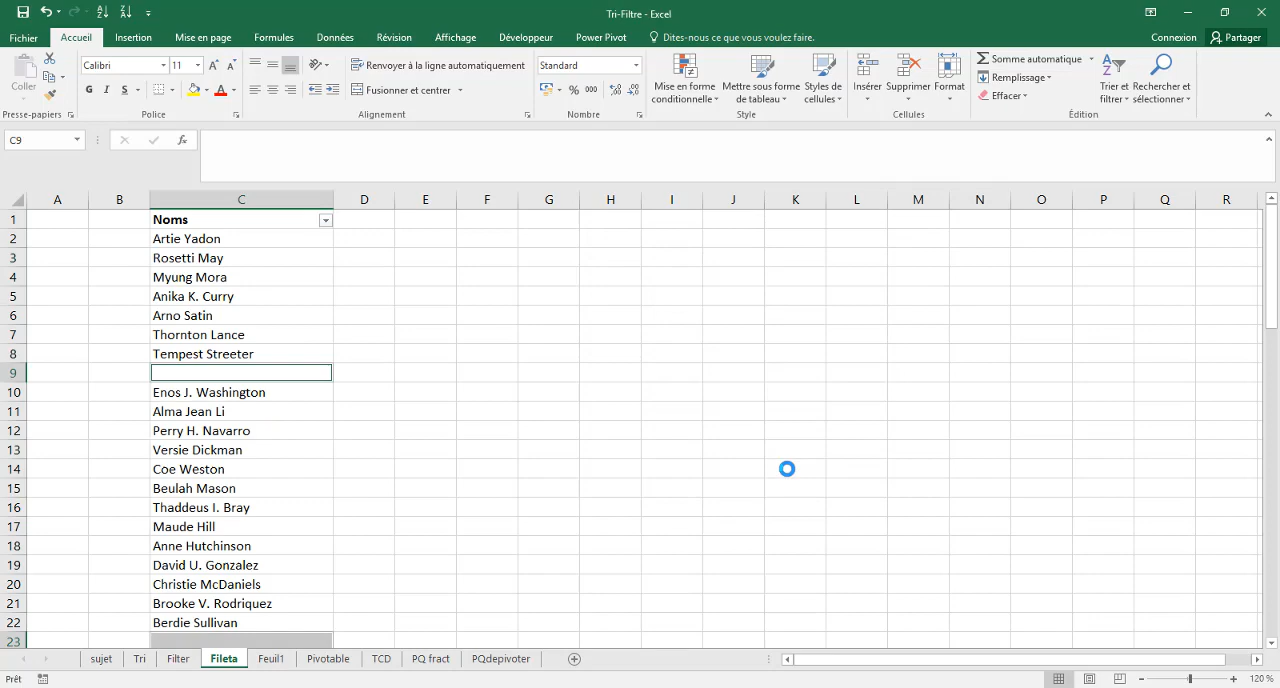 Tri-Filtre - Excel
Fichier Accueil Insertion Mise en page Formules Données Révision Affichage Développeur Power Pivot Dites-nous ce que vous voulez faire. Connexion Partager
Coller Calibri 11 Renvoyer à la ligne automatiquement Standard Mise en forme conditionnelle Mettre sous forme de tableau Styles de cellules Insérer Supprimer Format Somme automatique Trier et filtrer Rechercher et sélectionner
G I S Fusionner et centrer % 000 Remplissage
Effacer
Presse-papiers Police Alignement Nombre Style Cellules Édition
C9 fx
A B C D E F G H I J K L M N O P Q R
1 Noms
2 Artie Yadon
3 Rosetti May
4 Myung Mora
5 Anika K. Curry
6 Arno Satin
7 Thornton Lance
8 Tempest Streeter
9
10 Enos J. Washington
11 Alma Jean Li
12 Perry H. Navarro
13 Versie Dickman
14 Coe Weston
15 Beulah Mason
16 Thaddeus I. Bray
17 Maude Hill
18 Anne Hutchinson
19 David U. Gonzalez
20 Christie McDaniels
21 Brooke V. Rodriquez
22 Berdie Sullivan
23
sujet Tri Filter Fileta Feuil1 Pivotable TCD PQ fract PQdepivoter
Prêt 120 %